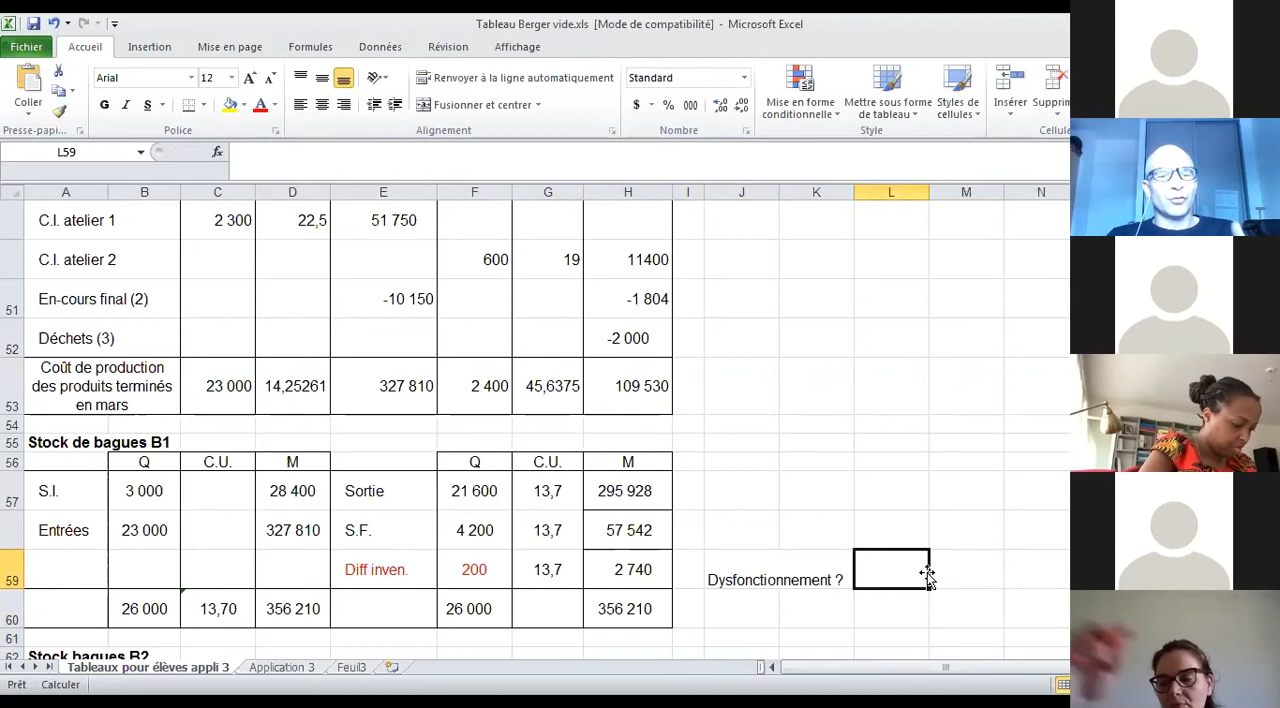 Tableau Berger vide.xls [Mode de compatibilité] - Microsoft Excel
Fichier Accueil Insertion Mise en page Formules Données Révision Affichage
Coller
Arial 12
Renvoyer à la ligne automatiquement
Standard
G I S
Fusionner et centrer
$ % 000
Mise en forme conditionnelle
Mettre sous forme de tableau
Styles de cellules
Insérer
Supprim
Presse-papi...
Police
Alignement
Nombre
Style
Cellule
L59
fx
A B C D E F G H I J K L M N
C.I. atelier 1 2 300 22,5 51 750
C.I. atelier 2 600 19 11400
51 En-cours final (2) -10 150 -1 804
52 Déchets (3) -2 000
Coût de production
des produits terminés 23 000 14,25261 327 810 2 400 45,6375 109 530
53 en mars
54
55 Stock de bagues B1
56 Q C.U. M Q C.U. M
57 S.I. 3 000 28 400 Sortie 21 600 13,7 295 928
Entrées 23 000 327 810 S.F. 4 200 13,7 57 542
59 Diff inven. 200 13,7 2 740 Dysfonctionnement ?
60 26 000 13,70 356 210 26 000 356 210
61
62 Stock bagues B2
Tableaux pour élèves appli 3 Application 3 Feuil3
Prêt Calculer